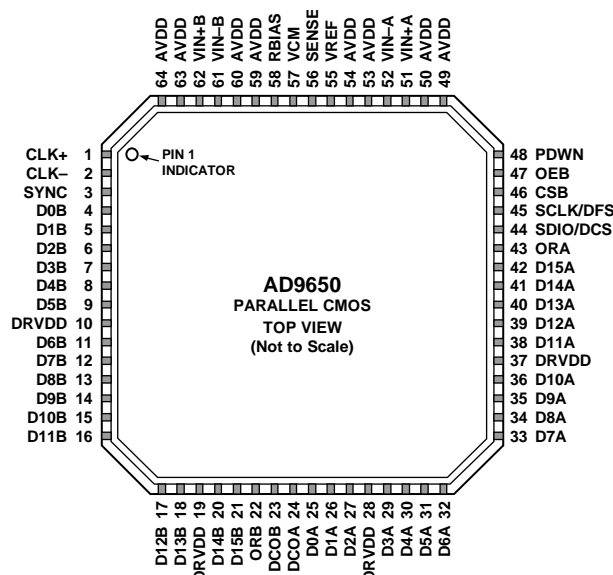 64 AVDD
63 AVDD
62 VIN+B
61 VIN–B
60 AVDD
59 AVDD
58 RBIAS
57 VCM
56 SENSE
55 VREF
54 AVDD
53 AVDD
52 VIN–A
51 VIN+A
50 AVDD
49 AVDD
CLK+ 1
CLK– 2
SYNC 3
D0B 4
D1B 5
D2B 6
D3B 7
D4B 8
D5B 9
DRVDD 10
D6B 11
D7B 12
D8B 13
D9B 14
D10B 15
D11B 16
PIN 1
INDICATOR
AD9650
PARALLEL CMOS
TOP VIEW
(Not to Scale)
48 PDWN
47 OEB
46 CSB
45 SCLK/DFS
44 SDIO/DCS
43 ORA
42 D15A
41 D14A
40 D13A
39 D12A
38 D11A
37 DRVDD
36 D10A
35 D9A
34 D8A
33 D7A
D12B 17
D13B 18
DRVDD 19
D14B 20
D15B 21
ORB 22
DCOB 23
DCOA 24
D0A 25
D1A 26
D2A 27
DRVDD 28
D3A 29
D4A 30
D5A 31
D6A 32